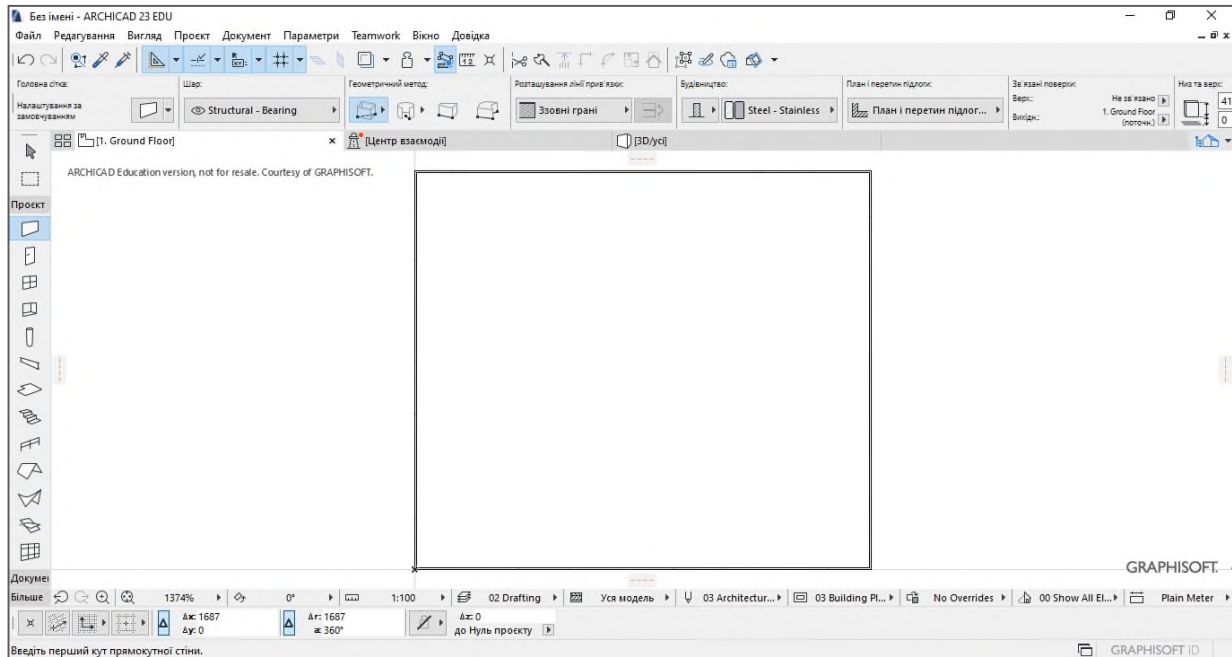 Без імені - ARCHICAD 23 EDU
Файл Редагування Вигляд Проєкт Документ Параметри Teamwork Вікно Довідка
Головна сітка: Шар: Геометричний метод: Розташування лінії прив'язки: Будівництво: План і перетин підлоги: Зв'язані поверхи: Низ та верх:
Налаштування за замовчуванням Structural - Bearing Ззовні грані Steel - Stainless План і перетин підлог... Верх: Не зв'язано 41
Вихідн.: 1. Ground Floor (поточн.) 0
[1. Ground Floor] [Центр взаємодії] [3D/усі]
ARCHICAD Education version, not for resale. Courtesy of GRAPHISOFT.
Проєкт
GRAPHISOFT.
Докумен
Більше 1374% 0° 1:100 02 Drafting Уся модель 03 Architectur... 03 Building Pl... No Overrides 00 Show All El... Plain Meter
Δx: 1687 Δr: 1687 Δz: 0
Δy: 0 a: 360° до Нуль проєкту
Введіть перший кут прямокутної стіни. GRAPHISOFT ID